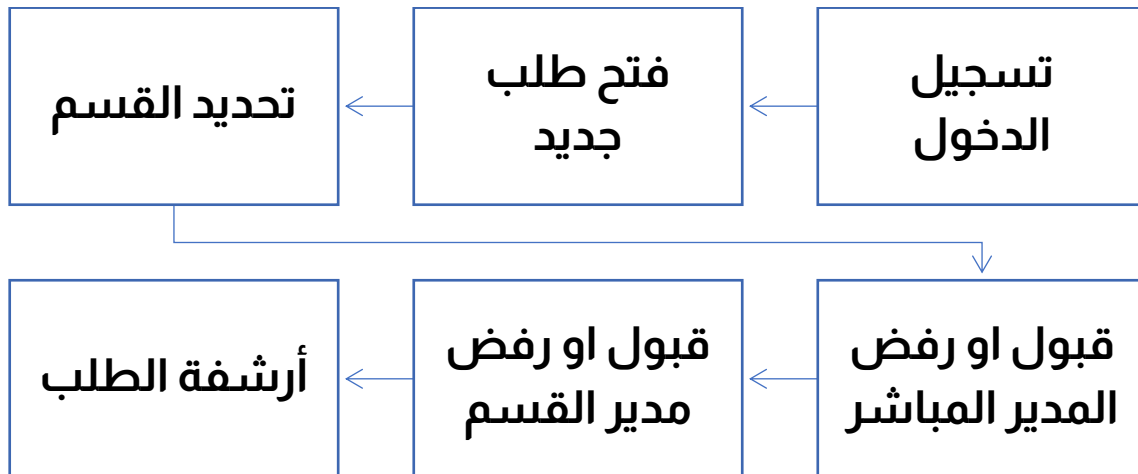 تسجيل
الدخول
فتح طلب
جديد
تحديد القسم
قبول او رفض
المدير المباشر
قبول او رفض
مدير القسم
أرشفة الطلب